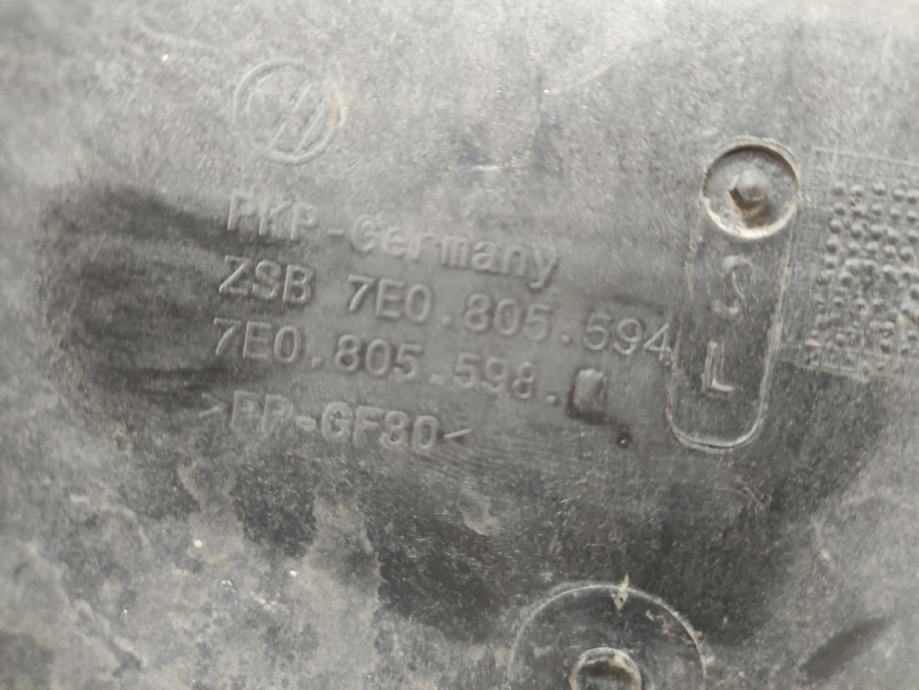 PKP-Germany
ZSB 7E0.805.594
7E0.805.598.
>PP-GF30<
S
L